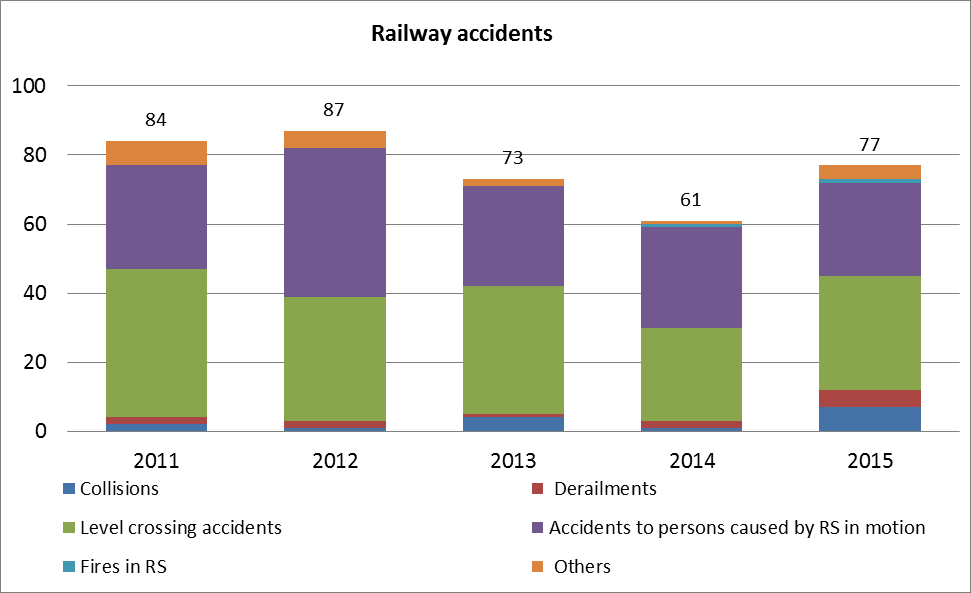 Railway accidents
100
84
87
80
73
77
60
61
40
20
0
2011 2012 2013 2014 2015
Collisions Derailments
Level crossing accidents Accidents to persons caused by RS in motion
Fires in RS Others